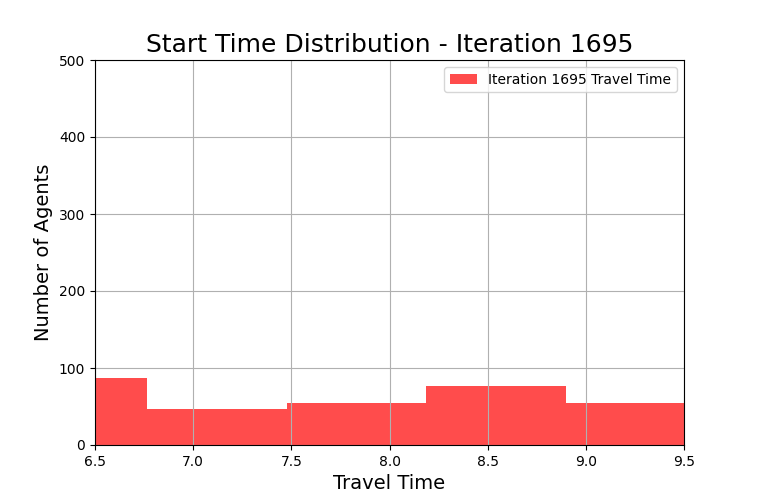 Start Time Distribution - Iteration 1695
Iteration 1695 Travel Time
Number of Agents
500
400
300
200
100
0
6.5 7.0 7.5 8.0 8.5 9.0 9.5
Travel Time